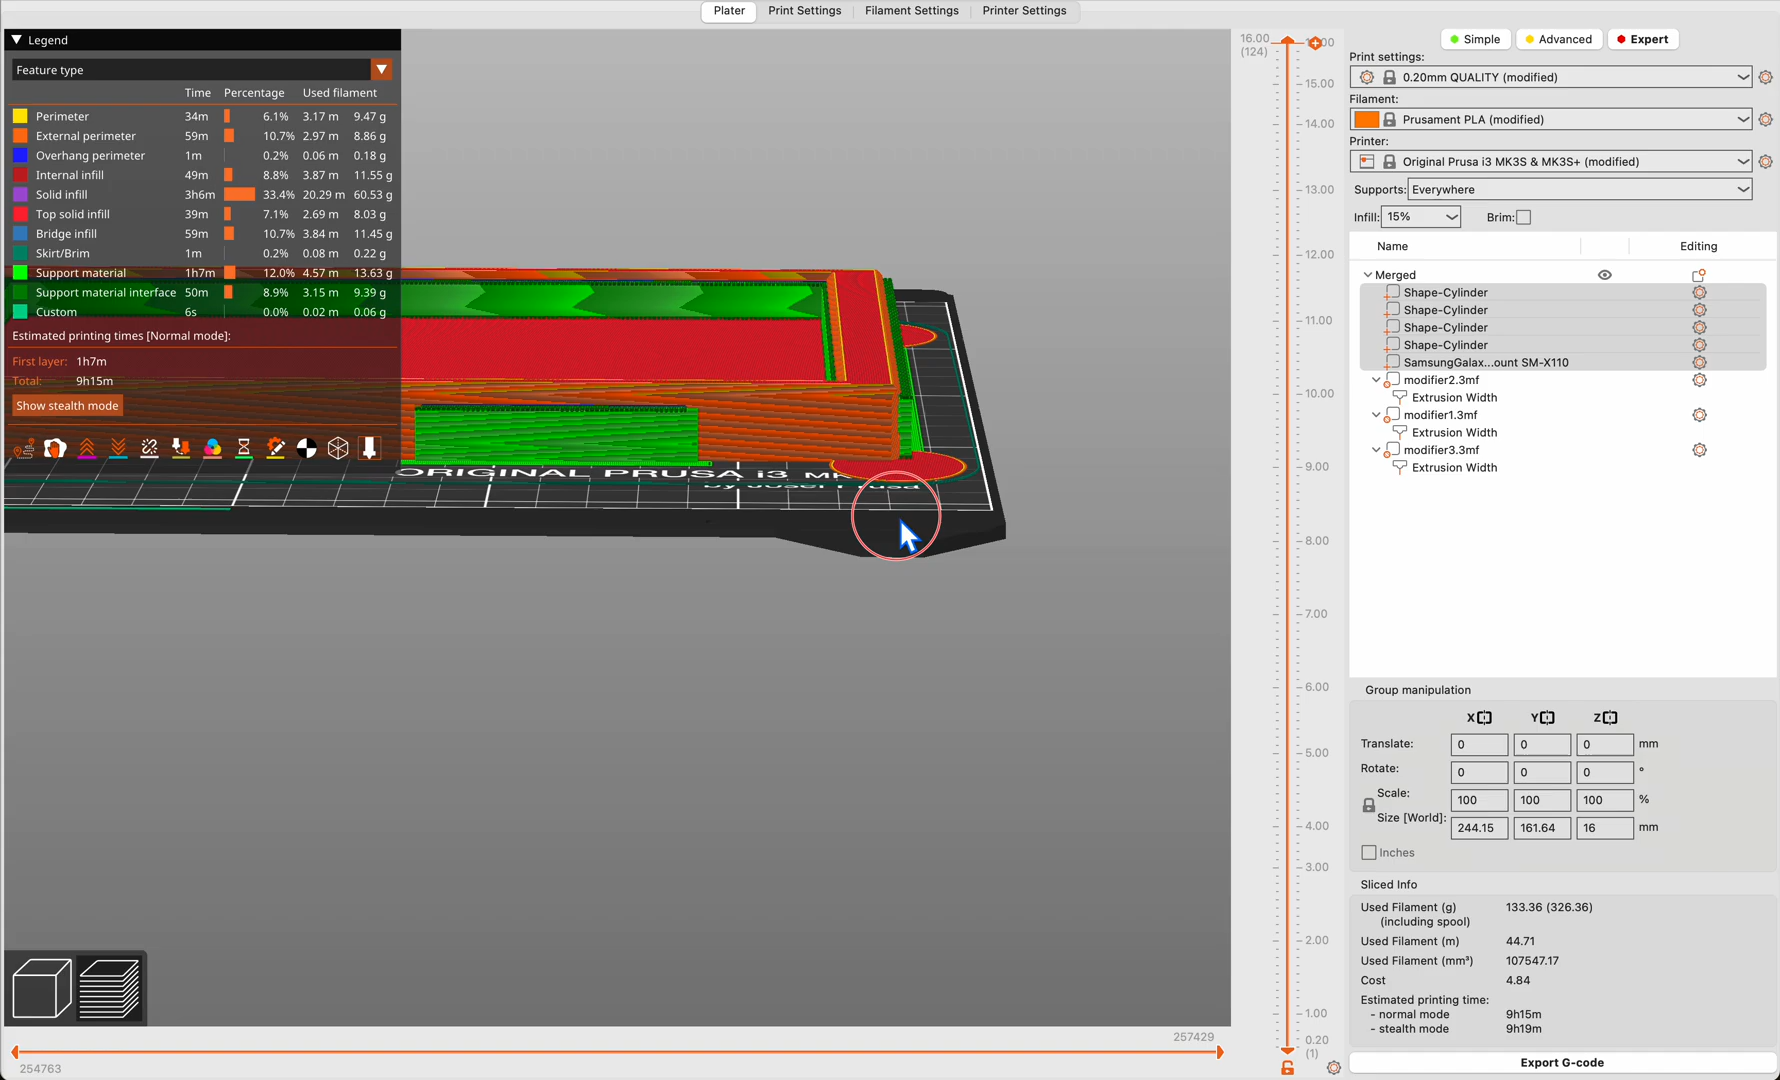 Plater Print Settings Filament Settings Printer Settings
Legend
Feature type
Time Percentage Used filament
Perimeter 34m 6.1% 3.17 m 9.47 g
External perimeter 59m 10.7% 2.97 m 8.86 g
Overhang perimeter 1m 0.2% 0.06 m 0.18 g
Internal infill 49m 8.8% 3.87 m 11.55 g
Solid infill 3h6m 33.4% 20.29 m 60.53 g
Top solid infill 39m 7.1% 2.69 m 8.03 g
Bridge infill 59m 10.7% 3.84 m 11.45 g
Skirt/Brim 1m 0.2% 0.08 m 0.22 g
Support material 1h7m 12.0% 4.57 m 13.63 g
Support material interface 50m 8.9% 3.15 m 9.39 g
Custom 6s 0.0% 0.02 m 0.06 g
Estimated printing times [Normal mode]:
First layer: 1h7m
Total: 9h15m
Show stealth mode
ORIGINAL PRUSA i3
16.00
(124)
15.00
14.00
13.00
12.00
11.00
10.00
9.00
8.00
7.00
6.00
5.00
4.00
3.00
2.00
1.00
0.20
(1)
257429
254763
Simple Advanced Expert
Print settings:
0.20mm QUALITY (modified)
Filament:
Prusament PLA (modified)
Printer:
Original Prusa i3 MK3S & MK3S+ (modified)
Supports: Everywhere
Infill: 15% Brim:
Name Editing
Merged
Shape-Cylinder
Shape-Cylinder
Shape-Cylinder
Shape-Cylinder
SamsungGalax...ount SM-X110
modifier2.3mf
Extrusion Width
modifier1.3mf
Extrusion Width
modifier3.3mf
Extrusion Width
Group manipulation
X Y Z
Translate: 0 0 0 mm
Rotate: 0 0 0 °
Scale: 100 100 100 %
Size [World]: 244.15 161.64 16 mm
Inches
Sliced Info
Used Filament (g) 133.36 (326.36)
(including spool)
Used Filament (m) 44.71
Used Filament (mm³) 107547.17
Cost 4.84
Estimated printing time:
- normal mode 9h15m
- stealth mode 9h19m
Export G-code